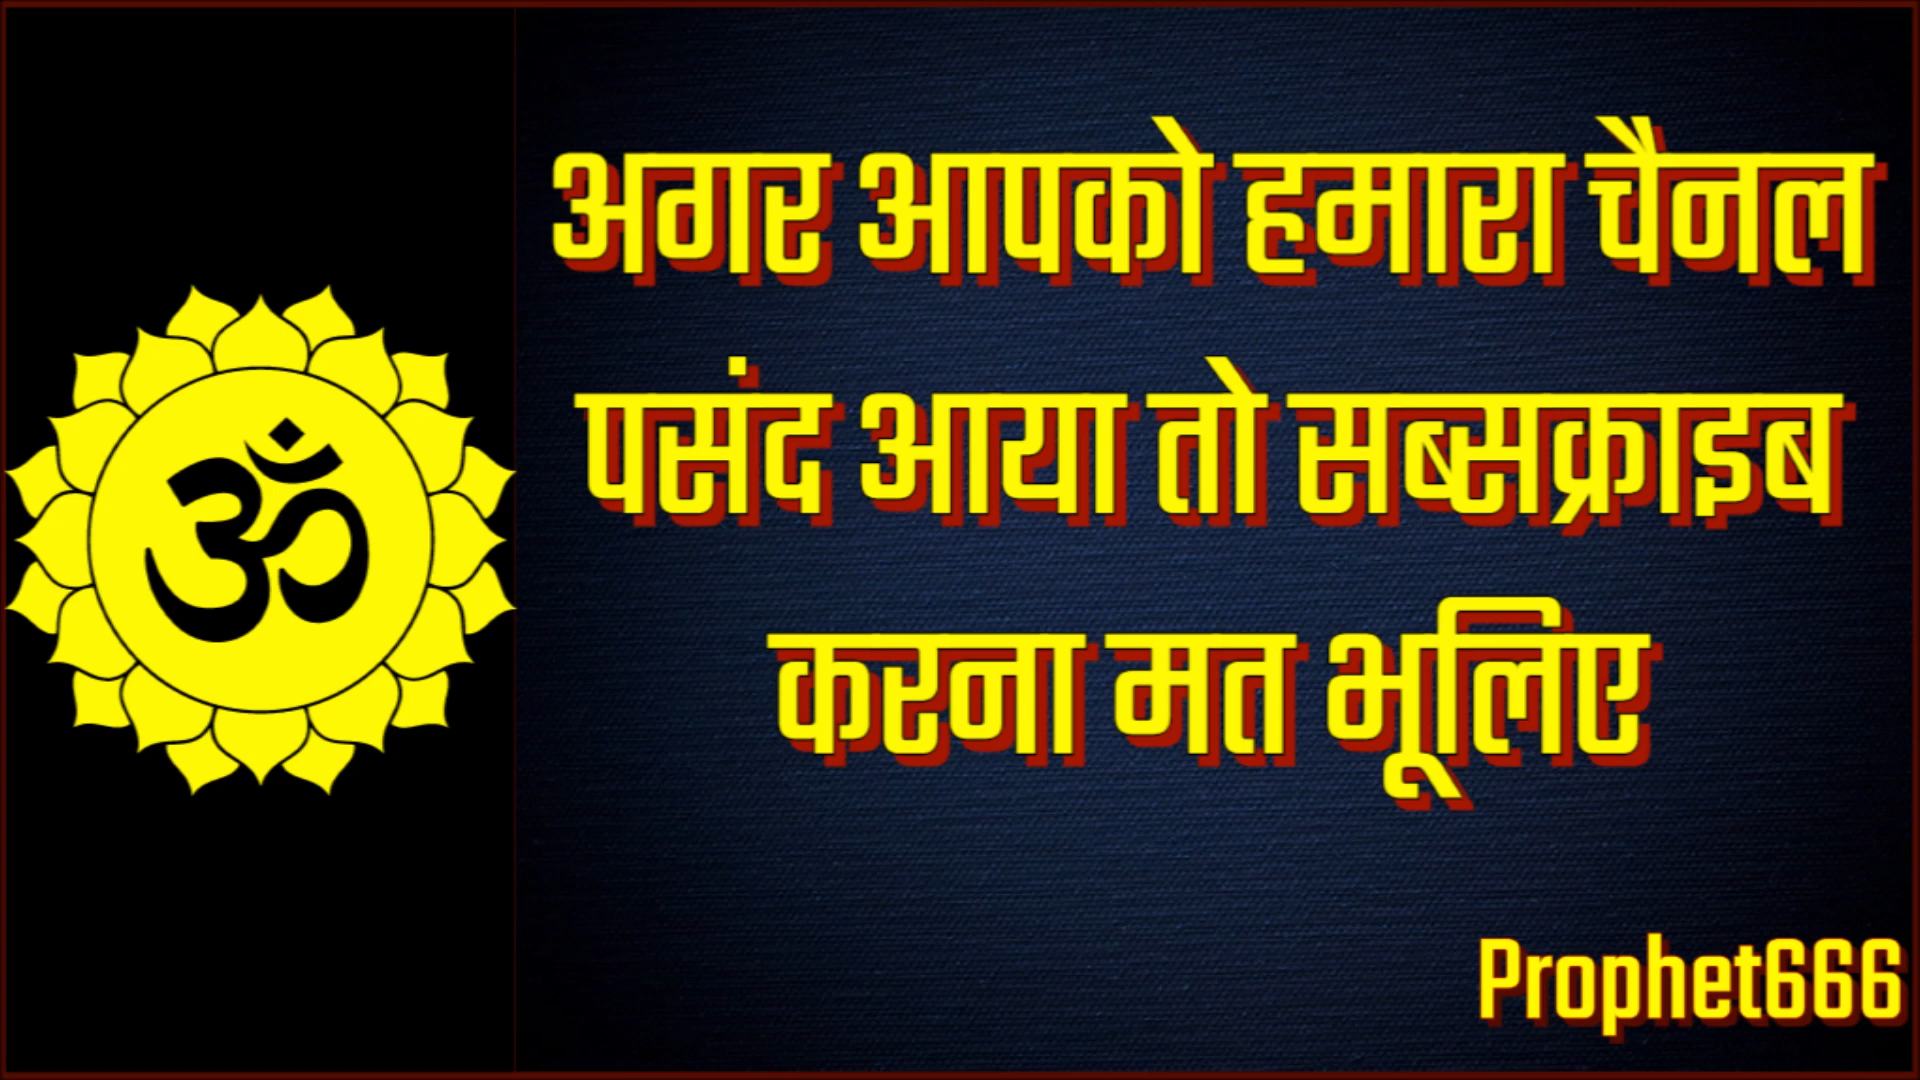 ॐ
अगर आपको हमारा चैनल
पसंद आया तो सब्सक्राइब
करना मत भूलिए
Prophet666